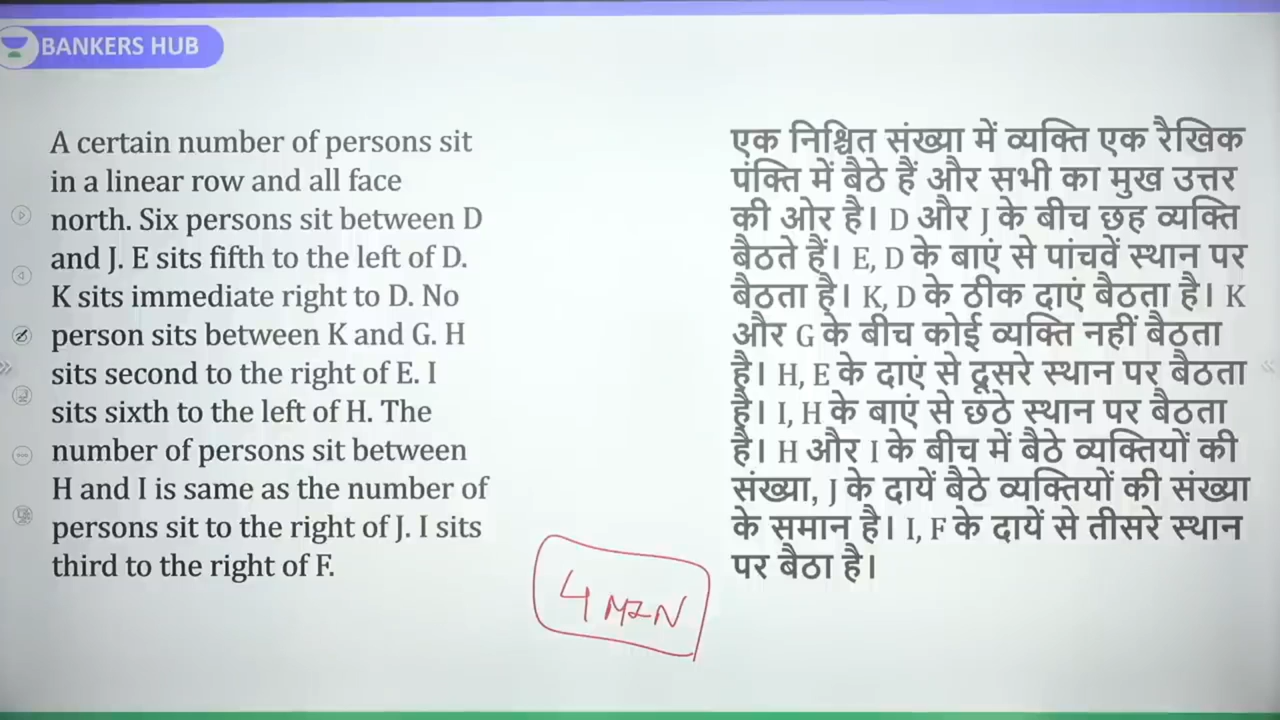 BANKERS HUB
A certain number of persons sit
in a linear row and all face
north. Six persons sit between D
and J. E sits fifth to the left of D.
K sits immediate right to D. No
person sits between K and G. H
sits second to the right of E. I
sits sixth to the left of H. The
number of persons sit between
H and I is same as the number of
persons sit to the right of J. I sits
third to the right of F.
एक निश्चित संख्या में व्यक्ति एक रैखिक
पंक्ति में बैठे हैं और सभी का मुख उत्तर
की ओर है। D और J के बीच छह व्यक्ति
बैठते हैं। E, D के बाएं से पांचवें स्थान पर
बैठता है। K, D के ठीक दाएं बैठता है। K
और G के बीच कोई व्यक्ति नहीं बैठता
है। H, E के दाएं से दूसरे स्थान पर बैठता
है। I, H के बाएं से छठे स्थान पर बैठता
है। H और I के बीच में बैठे व्यक्तियों की
संख्या, J के दायें बैठे व्यक्तियों की संख्या
के समान है। I, F के दायें से तीसरे स्थान
पर बैठा है।
4 MIN